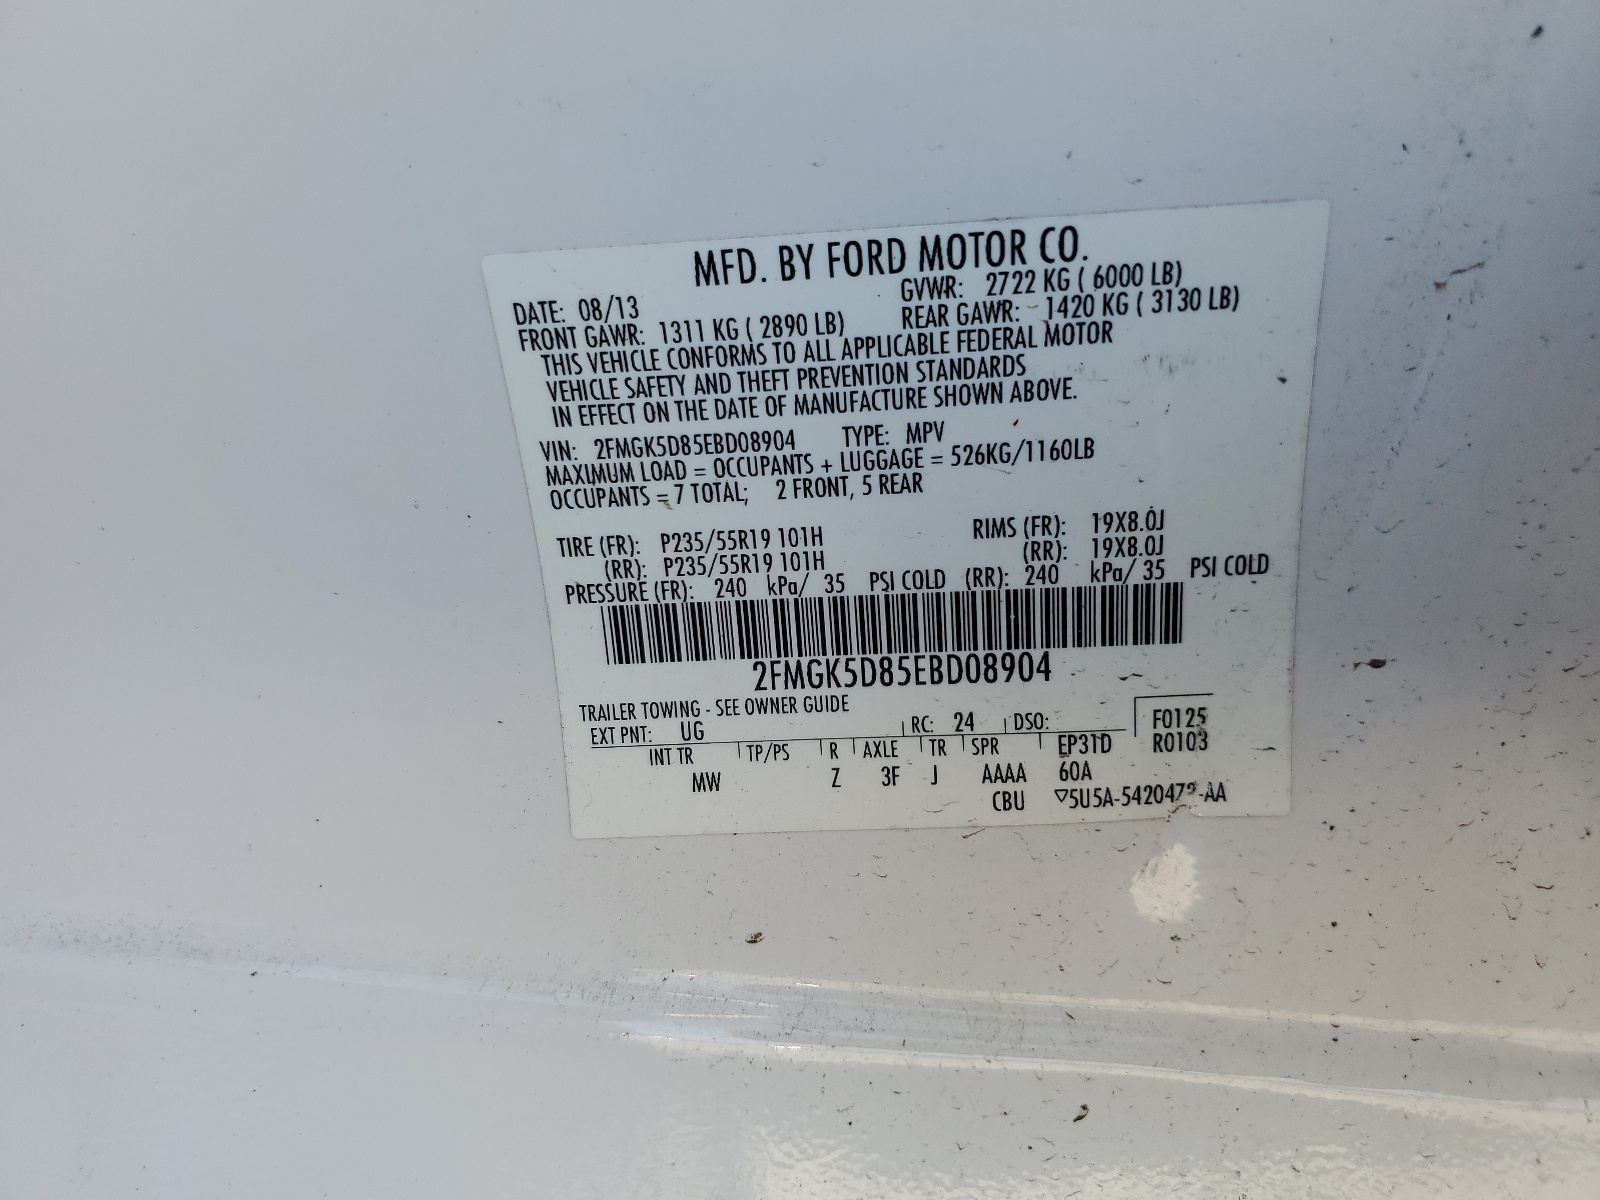 MFD. BY FORD MOTOR CO.
DATE: 08/13 GVWR: 2722 KG ( 6000 LB)
FRONT GAWR: 1311 KG ( 2890 LB) REAR GAWR: 1420 KG ( 3130 LB)
THIS VEHICLE CONFORMS TO ALL APPLICABLE FEDERAL MOTOR
VEHICLE SAFETY AND THEFT PREVENTION STANDARDS
IN EFFECT ON THE DATE OF MANUFACTURE SHOWN ABOVE.
VIN: 2FMGK5D85EBD08904 TYPE: MPV
MAXIMUM LOAD = OCCUPANTS + LUGGAGE = 526KG/1160LB
OCCUPANTS = 7 TOTAL; 2 FRONT, 5 REAR
TIRE (FR): P235/55R19 101H RIMS (FR): 19X8.0J
(RR): P235/55R19 101H (RR): 19X8.0J
PRESSURE (FR): 240 kPa/ 35 PSI COLD (RR): 240 kPa/ 35 PSI COLD
2FMGK5D85EBD08904
TRAILER TOWING - SEE OWNER GUIDE
EXT PNT: UG RC: 24 DSO: F0125
INT TR TP/PS R AXLE TR SPR EP31D R0103
MW Z 3F J AAAA 60A
CBU ▽5U5A-5420472-AA